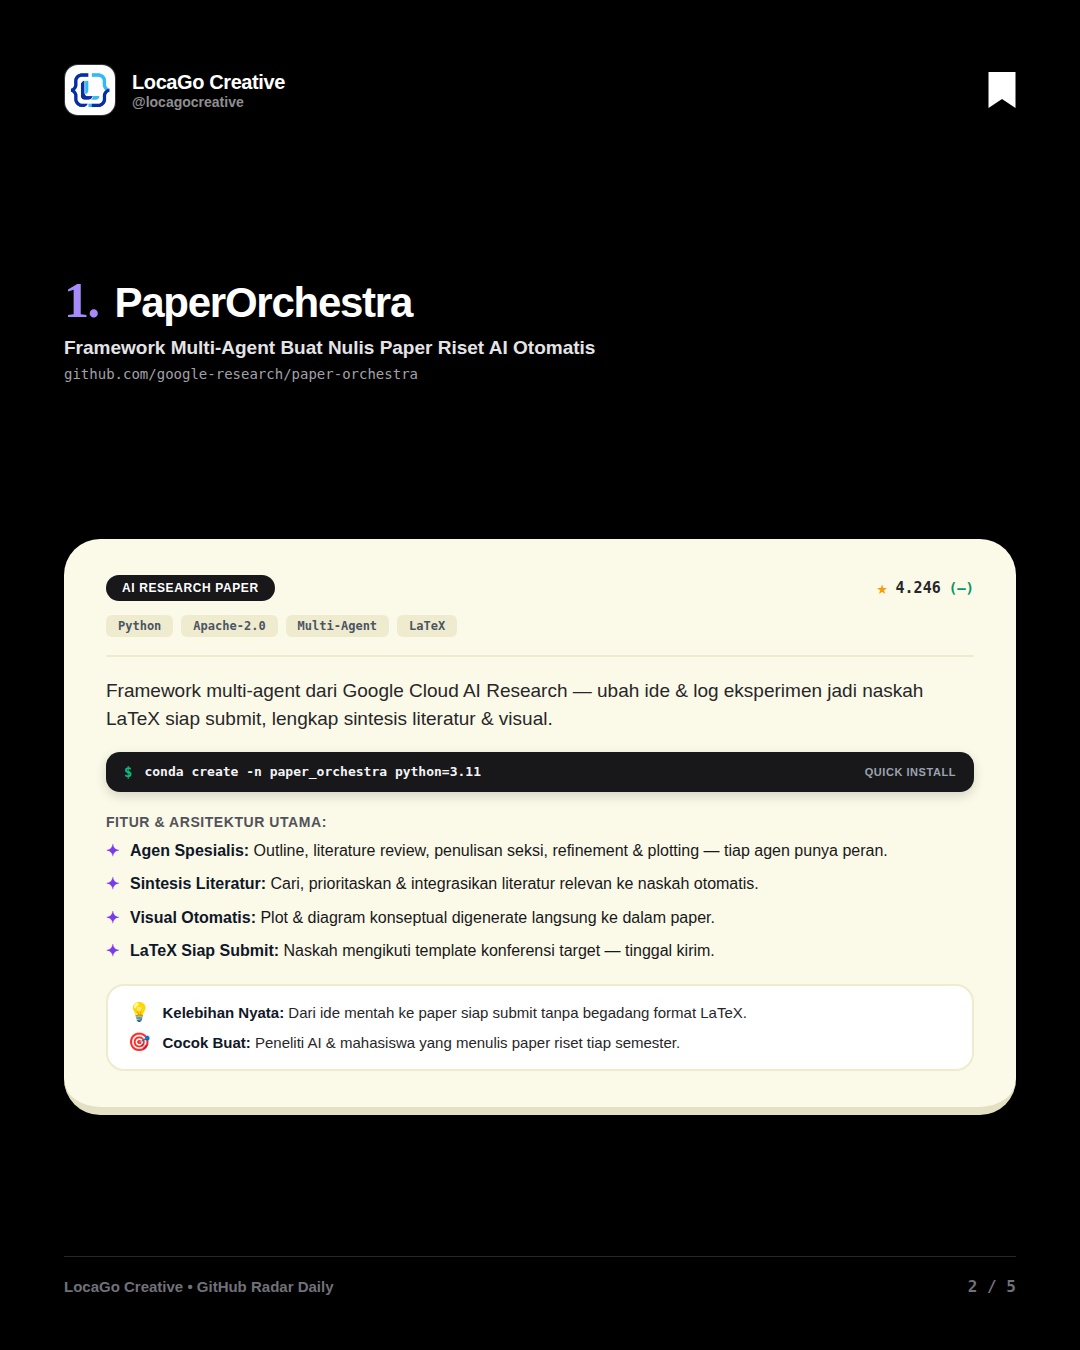 LocaGo Creative
@locagocreative
1. PaperOrchestra
Framework Multi-Agent Buat Nulis Paper Riset AI Otomatis
github.com/google-research/paper-orchestra
AI RESEARCH PAPER
★ 4.246 (—)
Python Apache-2.0 Multi-Agent LaTeX
Framework multi-agent dari Google Cloud AI Research — ubah ide & log eksperimen jadi naskah
LaTeX siap submit, lengkap sintesis literatur & visual.
$ conda create -n paper_orchestra python=3.11 QUICK INSTALL
FITUR & ARSITEKTUR UTAMA:
✦ Agen Spesialis: Outline, literature review, penulisan seksi, refinement & plotting — tiap agen punya peran.
✦ Sintesis Literatur: Cari, prioritaskan & integrasikan literatur relevan ke naskah otomatis.
✦ Visual Otomatis: Plot & diagram konseptual digenerate langsung ke dalam paper.
✦ LaTeX Siap Submit: Naskah mengikuti template konferensi target — tinggal kirim.
💡 Kelebihan Nyata: Dari ide mentah ke paper siap submit tanpa begadang format LaTeX.
🎯 Cocok Buat: Peneliti AI & mahasiswa yang menulis paper riset tiap semester.
LocaGo Creative • GitHub Radar Daily
2 / 5